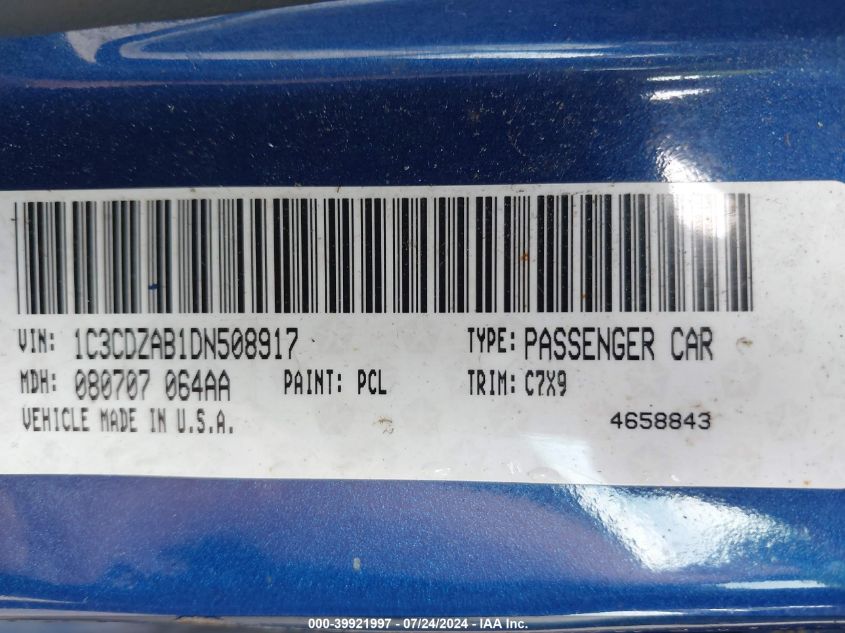 VIN: 1C3CDZAB1DN508917 TYPE: PASSENGER CAR
MDH: 080707 064AA PAINT: PCL TRIM: C7X9
VEHICLE MADE IN U.S.A. 4658843
000-39921997 - 07/24/2024 - IAA Inc.